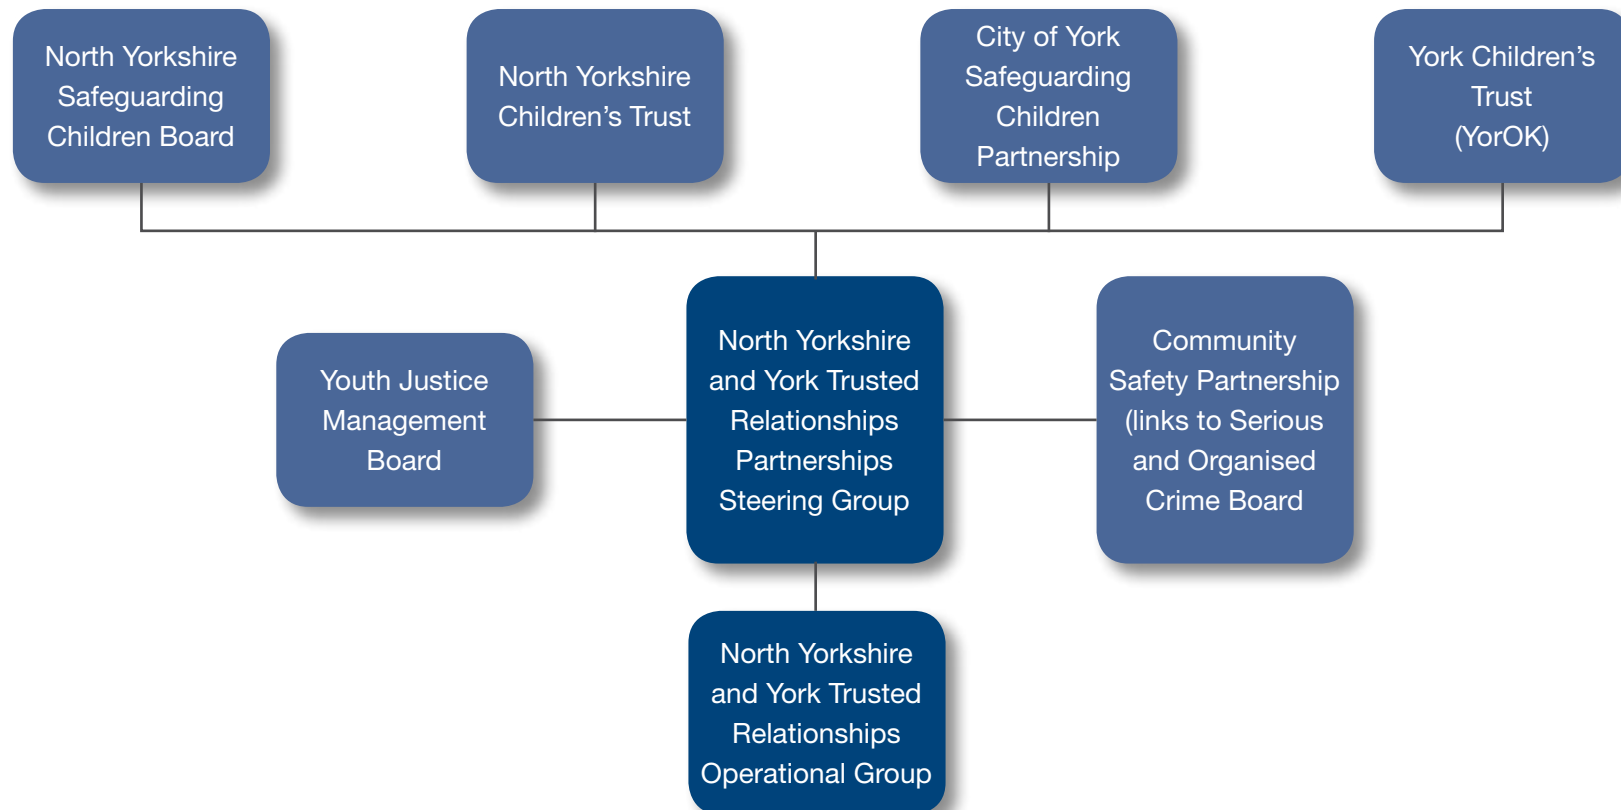 North Yorkshire
Safeguarding
Children Board
North Yorkshire
Children’s Trust
City of York
Safeguarding
Children
Partnership
York Children’s
Trust
(YorOK)
Youth Justice
Management
Board
North Yorkshire
and York Trusted
Relationships
Partnerships
Steering Group
Community
Safety Partnership
(links to Serious
and Organised
Crime Board
North Yorkshire
and York Trusted
Relationships
Operational Group